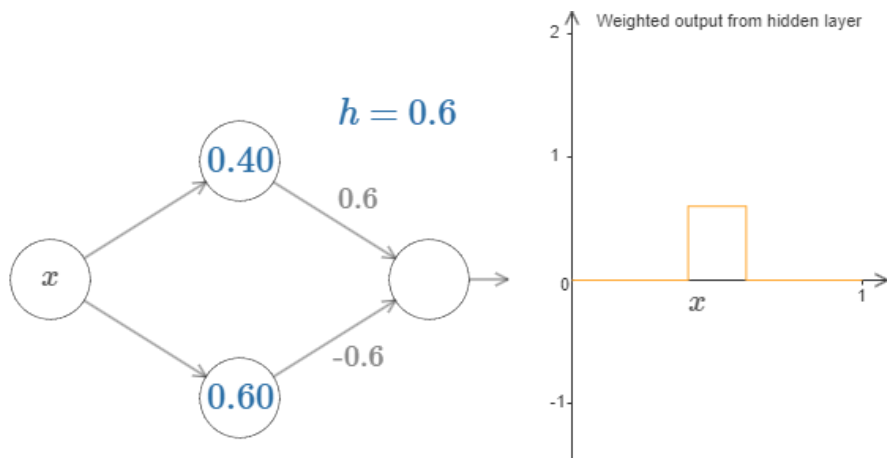 h = 0.6
0.40
0.6
x
-0.6
0.60
Weighted output from hidden layer
2
1
0
x
1
-1